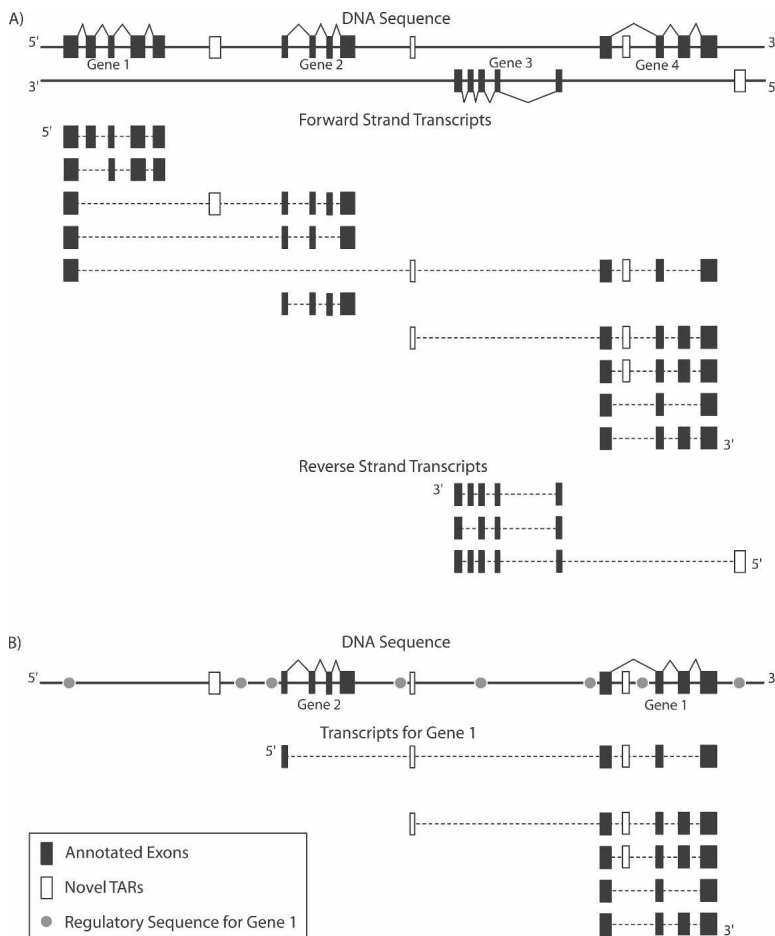 A)
DNA Sequence
5'
3'
Gene 1
Gene 2
Gene 3
Gene 4
3'
5'
Forward Strand Transcripts
5'
3'
Reverse Strand Transcripts
3'
5'
B)
DNA Sequence
5'
3'
Gene 2
Gene 1
Transcripts for Gene 1
5'
Annotated Exons
Novel TARs
Regulatory Sequence for Gene 1
3'